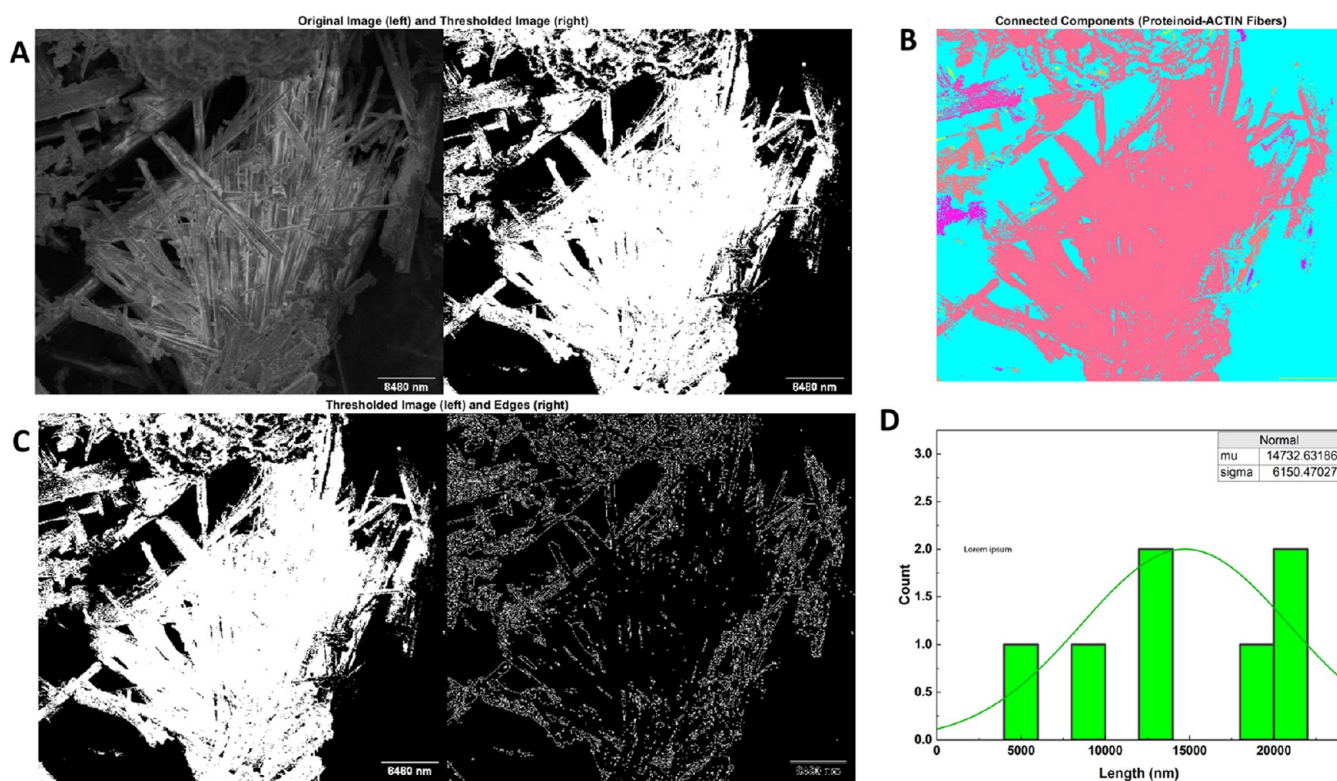 Original Image (left) and Thresholded Image (right)
A
8480 nm
8480 nm
Connected Components (Proteinoid-ACTIN Fibers)
B
Thresholded Image (left) and Edges (right)
C
8480 nm
8480 nm
D
Normal
mu 14732.63186
sigma 6150.47027
3.0
2.5
2.0
1.5
1.0
0.5
0.0
Count
Lorem ipsum
0 5000 10000 15000 20000
Length (nm)